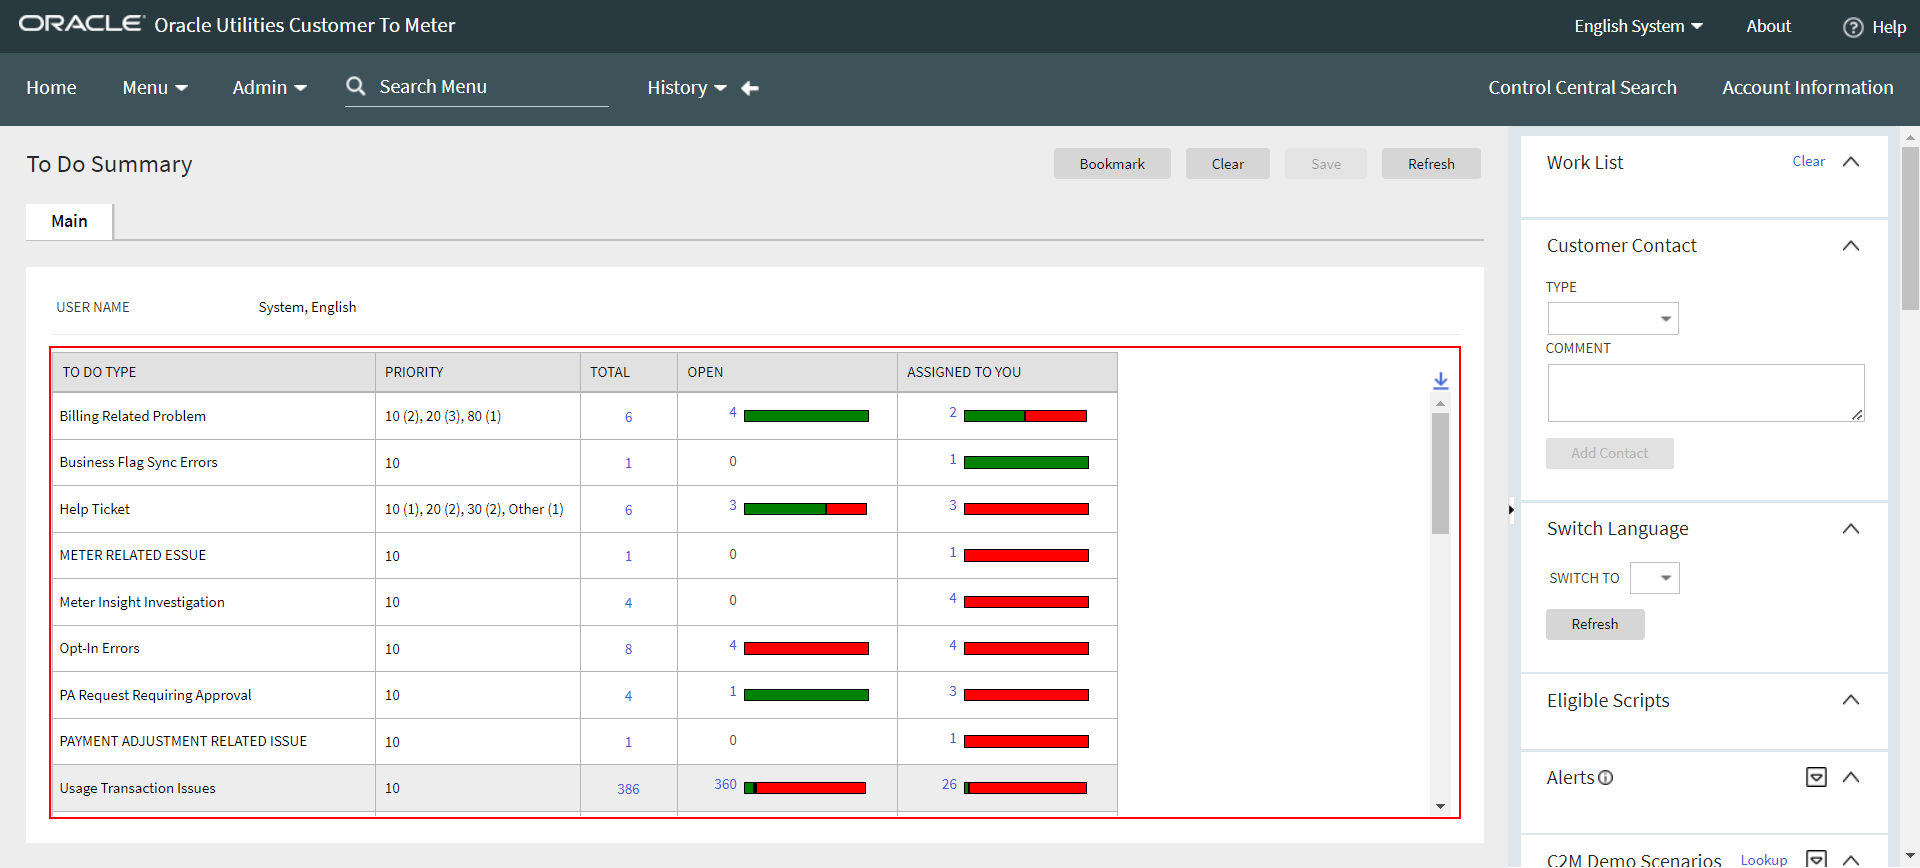 ORACLE Oracle Utilities Customer To Meter
English System About Help
Home Menu Admin Search Menu History Control Central Search Account Information
To Do Summary
Bookmark Clear Save Refresh
Main
USER NAME System, English
TO DO TYPE PRIORITY TOTAL OPEN ASSIGNED TO YOU
Billing Related Problem 10 (2), 20 (3), 80 (1) 6 4 2
Business Flag Sync Errors 10 1 0 1
Help Ticket 10 (1), 20 (2), 30 (2), Other (1) 6 3 3
METER RELATED ESSUE 10 1 0 1
Meter Insight Investigation 10 4 0 4
Opt-In Errors 10 8 4 4
PA Request Requiring Approval 10 4 1 3
PAYMENT ADJUSTMENT RELATED ISSUE 10 1 0 1
Usage Transaction Issues 10 386 360 26
Work List Clear
Customer Contact
TYPE
COMMENT
Add Contact
Switch Language
SWITCH TO
Refresh
Eligible Scripts
Alerts
C2M Demo Scenarios Lookup